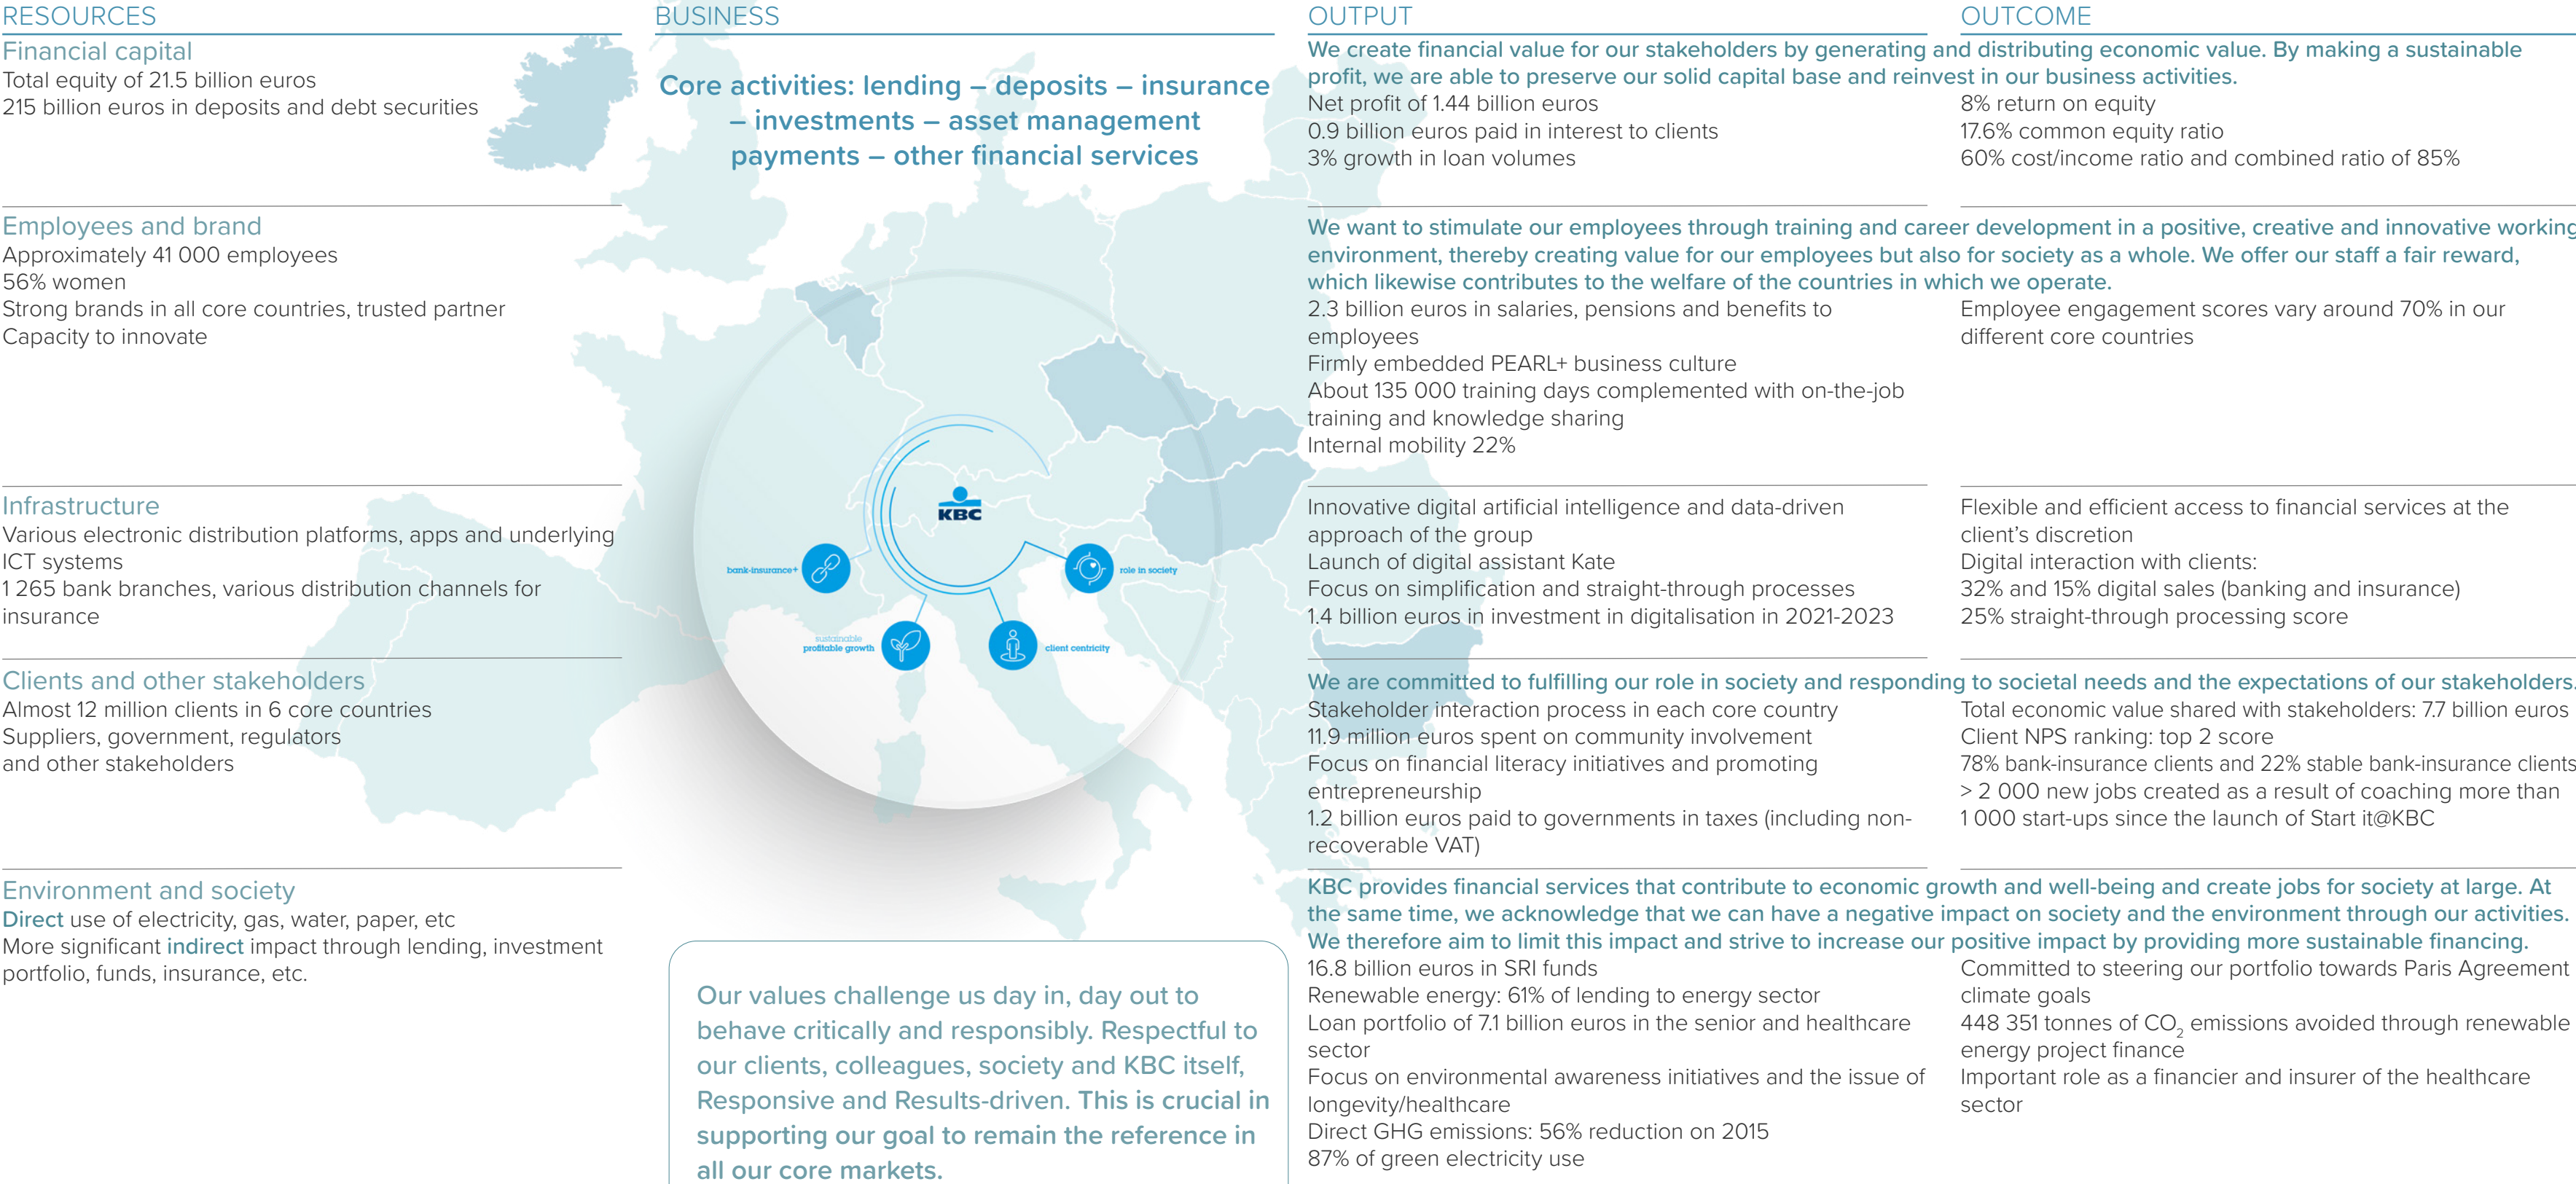 RESOURCES
Financial capital
Total equity of 21.5 billion euros
215 billion euros in deposits and debt securities
Employees and brand
Approximately 41 000 employees
56% women
Strong brands in all core countries, trusted partner
Capacity to innovate
Infrastructure
Various electronic distribution platforms, apps and underlying
ICT systems
1 265 bank branches, various distribution channels for
insurance
Clients and other stakeholders
Almost 12 million clients in 6 core countries
Suppliers, government, regulators
and other stakeholders
Environment and society
Direct use of electricity, gas, water, paper, etc
More significant indirect impact through lending, investment
portfolio, funds, insurance, etc.
BUSINESS
Core activities: lending – deposits – insurance
– investments – asset management
payments – other financial services
KBC
bank-insurance+
role in society
sustainable
profitable growth
client centricity
Our values challenge us day in, day out to
behave critically and responsibly. Respectful to
our clients, colleagues, society and KBC itself,
Responsive and Results-driven. This is crucial in
supporting our goal to remain the reference in
all our core markets.
OUTPUT
OUTCOME
We create financial value for our stakeholders by generating and distributing economic value. By making a sustainable
profit, we are able to preserve our solid capital base and reinvest in our business activities.
Net profit of 1.44 billion euros
0.9 billion euros paid in interest to clients
3% growth in loan volumes
8% return on equity
17.6% common equity ratio
60% cost/income ratio and combined ratio of 85%
We want to stimulate our employees through training and career development in a positive, creative and innovative working
environment, thereby creating value for our employees but also for society as a whole. We offer our staff a fair reward,
which likewise contributes to the welfare of the countries in which we operate.
2.3 billion euros in salaries, pensions and benefits to
employees
Firmly embedded PEARL+ business culture
About 135 000 training days complemented with on-the-job
training and knowledge sharing
Internal mobility 22%
Employee engagement scores vary around 70% in our
different core countries
Innovative digital artificial intelligence and data-driven
approach of the group
Launch of digital assistant Kate
Focus on simplification and straight-through processes
1.4 billion euros in investment in digitalisation in 2021-2023
Flexible and efficient access to financial services at the
client's discretion
Digital interaction with clients:
32% and 15% digital sales (banking and insurance)
25% straight-through processing score
We are committed to fulfilling our role in society and responding to societal needs and the expectations of our stakeholders.
Stakeholder interaction process in each core country
11.9 million euros spent on community involvement
Focus on financial literacy initiatives and promoting
entrepreneurship
1.2 billion euros paid to governments in taxes (including non-
recoverable VAT)
Total economic value shared with stakeholders: 7.7 billion euros
Client NPS ranking: top 2 score
78% bank-insurance clients and 22% stable bank-insurance clients
> 2 000 new jobs created as a result of coaching more than
1 000 start-ups since the launch of Start it@KBC
KBC provides financial services that contribute to economic growth and well-being and create jobs for society at large. At
the same time, we acknowledge that we can have a negative impact on society and the environment through our activities.
We therefore aim to limit this impact and strive to increase our positive impact by providing more sustainable financing.
16.8 billion euros in SRI funds
Renewable energy: 61% of lending to energy sector
Loan portfolio of 7.1 billion euros in the senior and healthcare
sector
Focus on environmental awareness initiatives and the issue of
longevity/healthcare
Direct GHG emissions: 56% reduction on 2015
87% of green electricity use
Committed to steering our portfolio towards Paris Agreement
climate goals
448 351 tonnes of CO₂ emissions avoided through renewable
energy project finance
Important role as a financier and insurer of the healthcare
sector